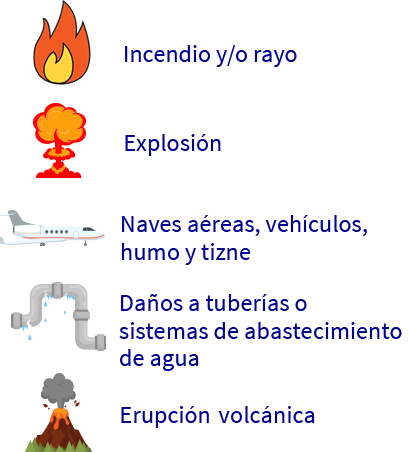 Incendio y/o rayo
Explosión
Naves aéreas, vehículos,
humo y tizne
Daños a tuberías o
sistemas de abastecimiento
de agua
Erupción volcánica